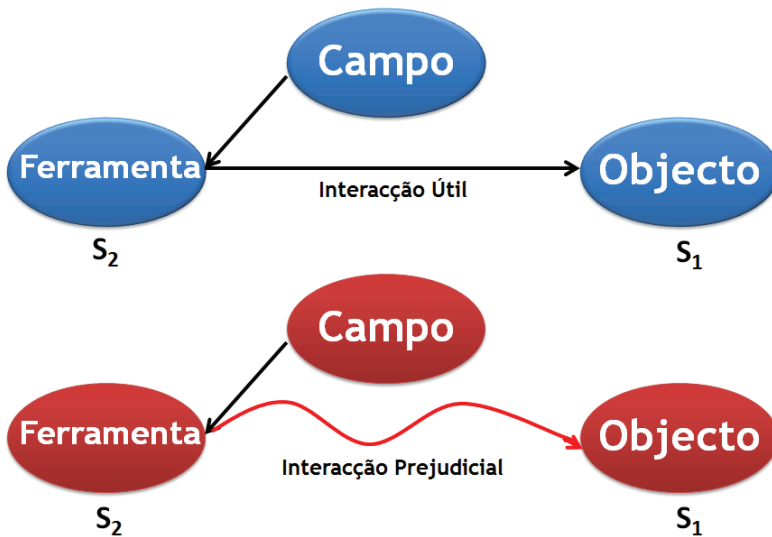 Campo
Ferramenta
Objecto
Interacção Útil
S₂
S₁
Campo
Ferramenta
Objecto
Interacção Prejudicial
S₂
S₁